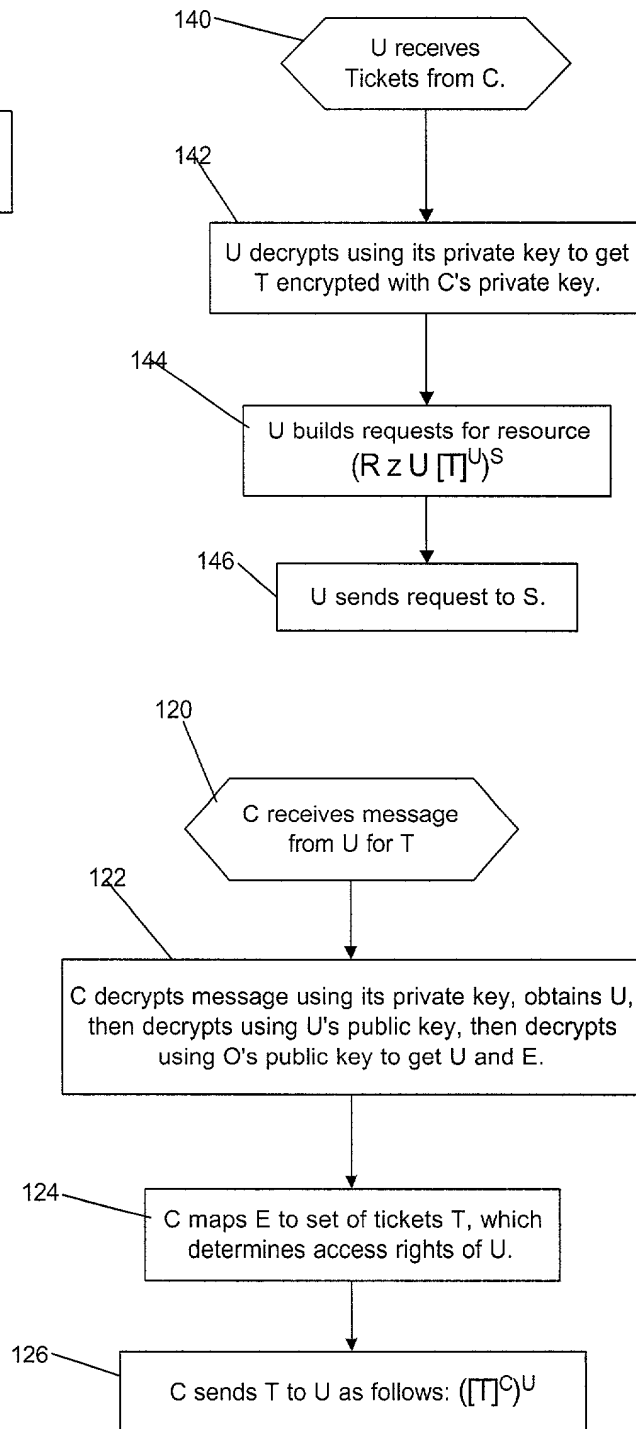 140
U receives
Tickets from C.
142
U decrypts using its private key to get
T encrypted with C's private key.
144
U builds requests for resource
(R z U [T]^U)^S
146
U sends request to S.
120
C receives message
from U for T
122
C decrypts message using its private key, obtains U,
then decrypts using U's public key, then decrypts
using O's public key to get U and E.
124
C maps E to set of tickets T, which
determines access rights of U.
126
C sends T to U as follows: ([T]^C)^U